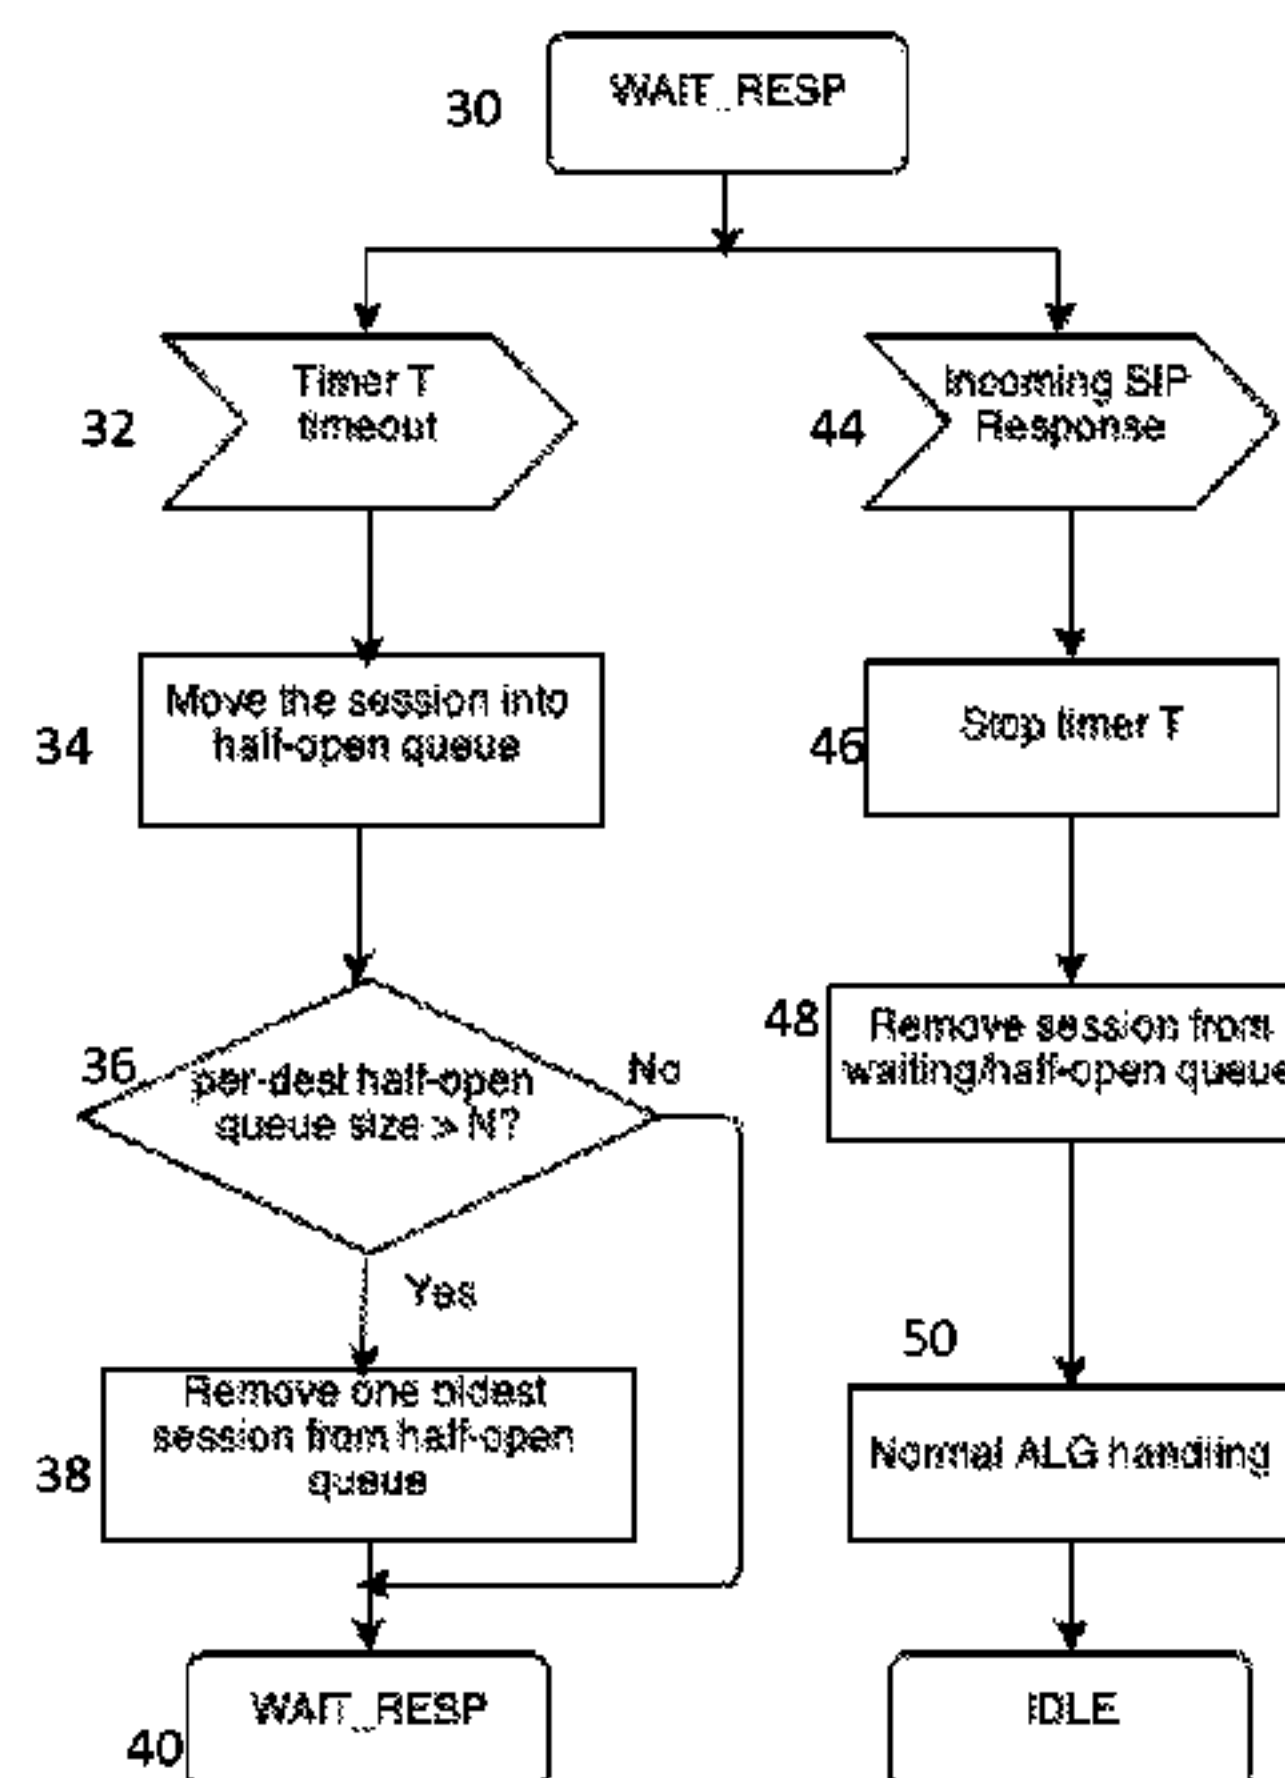 WAIT_RESP
30
Timer T
timeout
32
Move the session into
half-open queue
34
36
per-dest half-open
queue size > N?
No
Yes
Remove one oldest
session from half-open
queue
38
WAIT_RESP
40
Incoming SIP
Response
44
Stop timer T
46
48
Remove session from
waiting/half-open queue
50
Normal ALG handling
IDLE